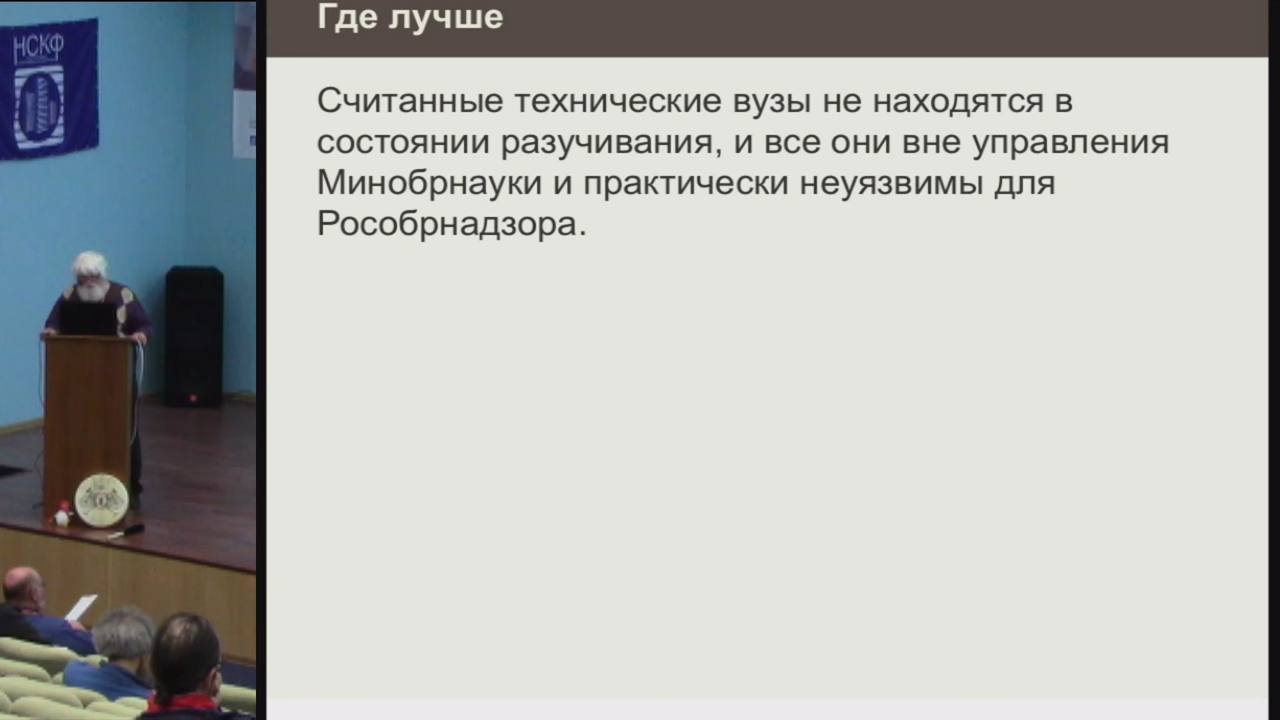 НСКФ
Где лучше
Считанные технические вузы не находятся в
состоянии разучивания, и все они вне управления
Минобрнауки и практически неуязвимы для
Рособрнадзора.